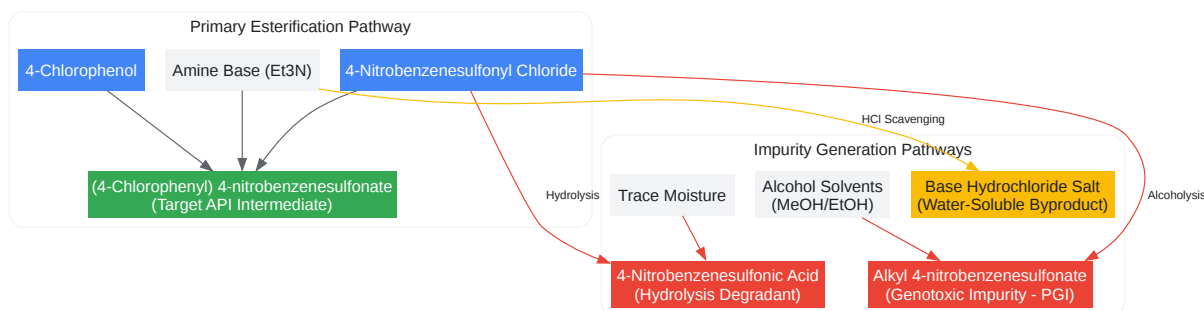 Primary Esterification Pathway
4-Chlorophenol
Amine Base (Et3N)
4-Nitrobenzenesulfonyl Chloride
HCl Scavenging
Impurity Generation Pathways
(4-Chlorophenyl) 4-nitrobenzenesulfonate
(Target API Intermediate)
Hydrolysis
Trace Moisture
Alcohol Solvents
(MeOH/EtOH)
Base Hydrochloride Salt
(Water-Soluble Byproduct)
Alcoholysis
4-Nitrobenzenesulfonic Acid
(Hydrolysis Degradant)
Alkyl 4-nitrobenzenesulfonate
(Genotoxic Impurity - PGI)